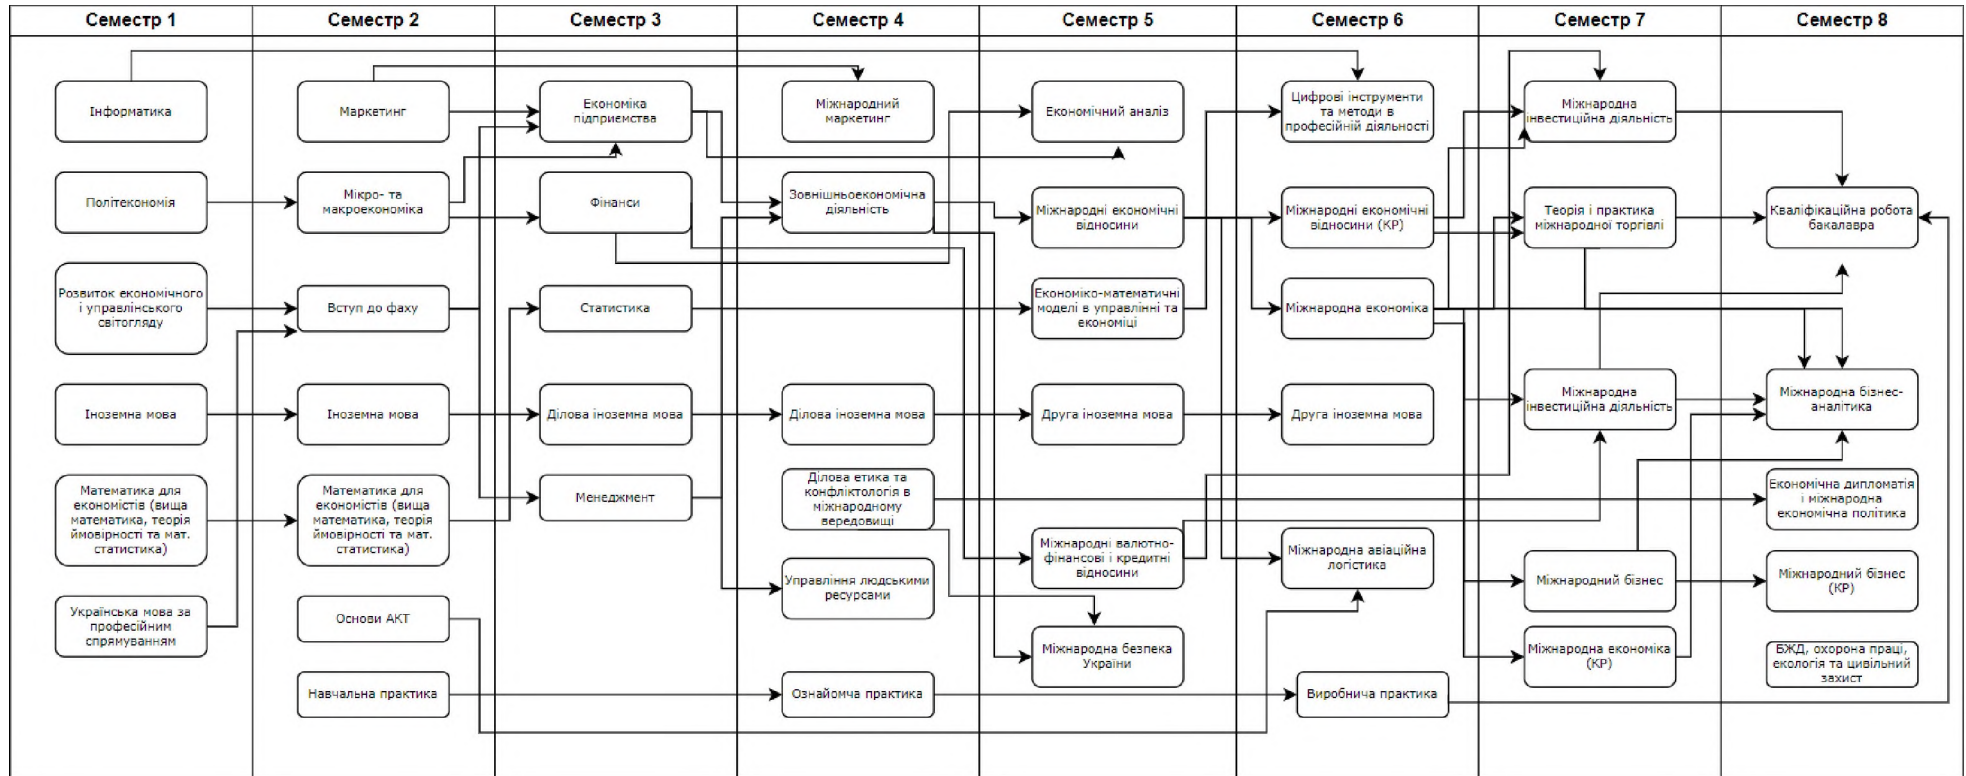 Семестр 1
Семестр 2
Семестр 3
Семестр 4
Семестр 5
Семестр 6
Семестр 7
Семестр 8
Інформатика
Політекономія
Розвиток економічного
і управлінського
світогляду
Іноземна мова
Математика для
економістів (вища
математика, теорія
ймовірності та мат.
статистика)
Українська мова за
професійним
спрямуванням
Маркетинг
Мікро- та
макроекономіка
Вступ до фаху
Іноземна мова
Математика для
економістів (вища
математика, теорія
ймовірності та мат.
статистика)
Основи АКТ
Навчальна практика
Економіка
підприємства
Фінанси
Статистика
Ділова іноземна мова
Менеджмент
Міжнародний
маркетинг
Зовнішньоекономічна
діяльність
Ділова іноземна мова
Ділова етика та
конфліктологія в
міжнародному
вередовищі
Управління людськими
ресурсами
Ознайомча практика
Економічний аналіз
Міжнародні економічні
відносини
Економіко-математичні
моделі в управлінні та
економіці
Друга іноземна мова
Міжнародні валютно-
фінансові і кредитні
відносини
Міжнародна безпека
України
Цифрові інструменти
та методи в
професійній діяльності
Міжнародні економічні
відносини (КР)
Міжнародна економіка
Друга іноземна мова
Міжнародна авіаційна
логістика
Виробнича практика
Міжнародна
інвестиційна діяльність
Теорія і практика
міжнародної торгівлі
Міжнародна
інвестиційна діяльність
Міжнародний бізнес
Міжнародна економіка
(КР)
Кваліфікаційна робота
бакалавра
Міжнародна бізнес-
аналітика
Економічна дипломатія
і міжнародна
економічна політика
Міжнародний бізнес
(КР)
БЖД, охорона праці,
екологія та цивільний
захист